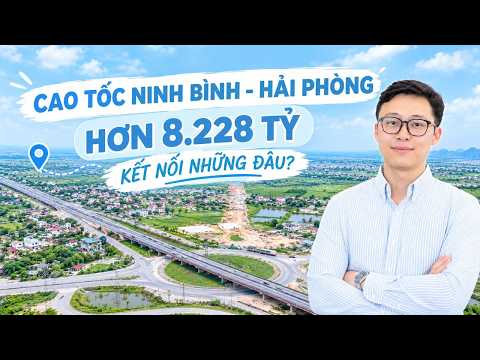 CAO TỐC NINH BÌNH - HẢI PHÒNG
HƠN 8.228 TỶ
KẾT NỐI NHỮNG ĐÂU?